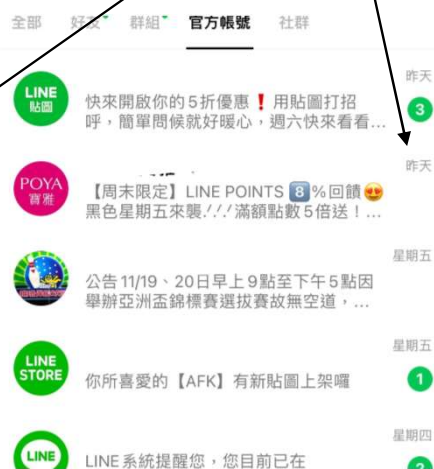 全部 好友 群組 官方帳號 社群
昨天
LINE
貼圖
快來開啟你的5折優惠❗用貼圖打招
呼，簡單問候就好暖心，週六快來看看...
3
昨天
POYA
寶雅
【周末限定】LINE POINTS 8️⃣%回饋😍
黑色星期五來襲.⁄.⁄.⁄滿額點數5倍送！...
星期五
公告11/19、20日早上9點至下午5點因
舉辦亞洲盃錦標賽選拔賽故無空道，...
星期五
LINE
STORE
你所喜愛的【AFK】有新貼圖上架囉
1
星期四
LINE
LINE系統提醒您，您目前已在
2